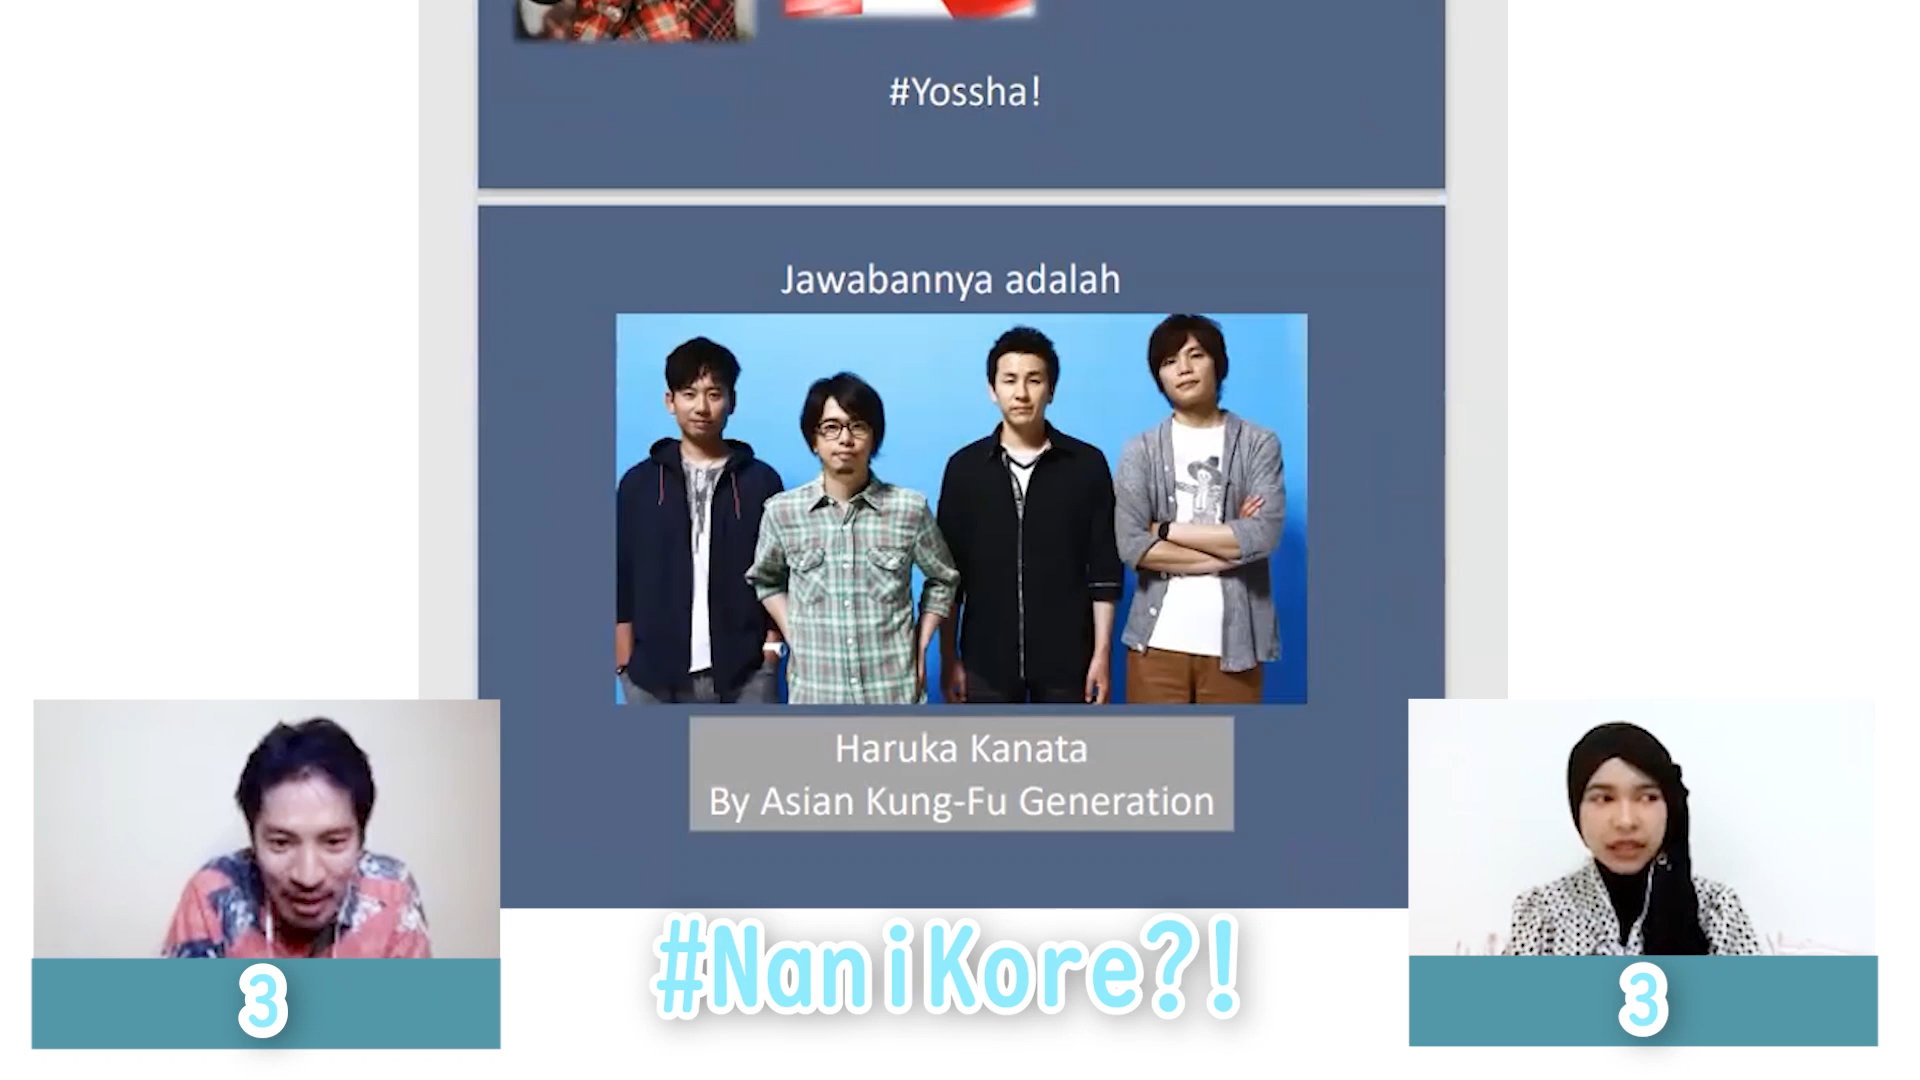 #Yossha!
Jawabannya adalah
Haruka Kanata
By Asian Kung-Fu Generation
#NaniKore?!
3
3